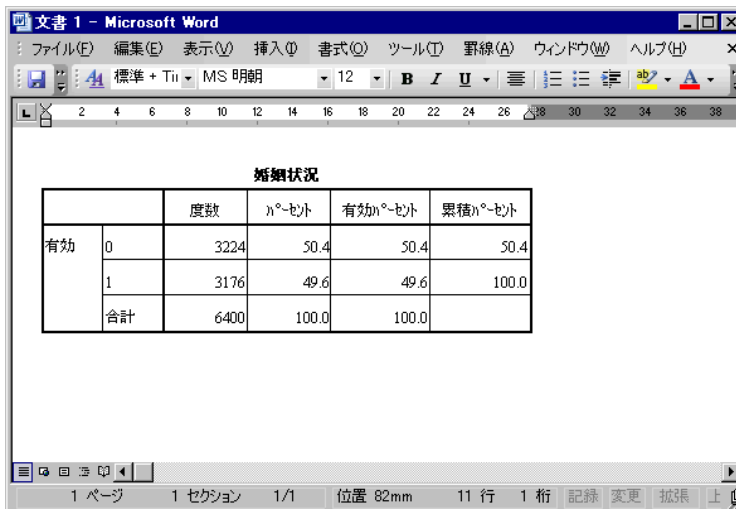 文書 1 - Microsoft Word
ファイル(F) 編集(E) 表示(V) 挿入(I) 書式(O) ツール(T) 罫線(A) ウィンドウ(W) ヘルプ(H) ×
標準 + Tii MS 明朝 12 B I U ab A
2 4 6 8 10 12 14 16 18 20 22 24 26 28 30 32 34 36 38
婚姻状況
度数 ﾊﾟｰｾﾝﾄ 有効ﾊﾟｰｾﾝﾄ 累積ﾊﾟｰｾﾝﾄ
有効 0 3224 50.4 50.4 50.4
1 3176 49.6 49.6 100.0
合計 6400 100.0 100.0
1 ページ 1 セクション 1/1 位置 82mm 11 行 1 桁 記録 変更 拡張 上